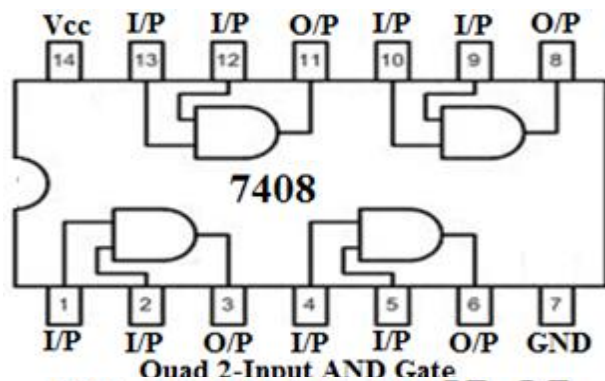 Vcc I/P I/P O/P I/P I/P O/P
14 13 12 11 10 9 8
7408
1 2 3 4 5 6 7
I/P I/P O/P I/P I/P O/P GND
Quad 2-Input AND Gate